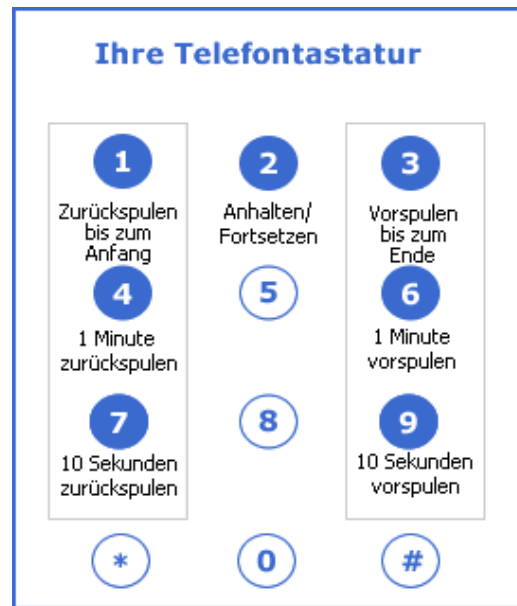 Ihre Telefontastatur
1
2
3
Zurückspulen
bis zum
Anfang
Anhalten/
Fortsetzen
Vorspulen
bis zum
Ende
4
5
6
1 Minute
zurückspulen
1 Minute
vorspulen
7
8
9
10 Sekunden
zurückspulen
10 Sekunden
vorspulen
*
0
#